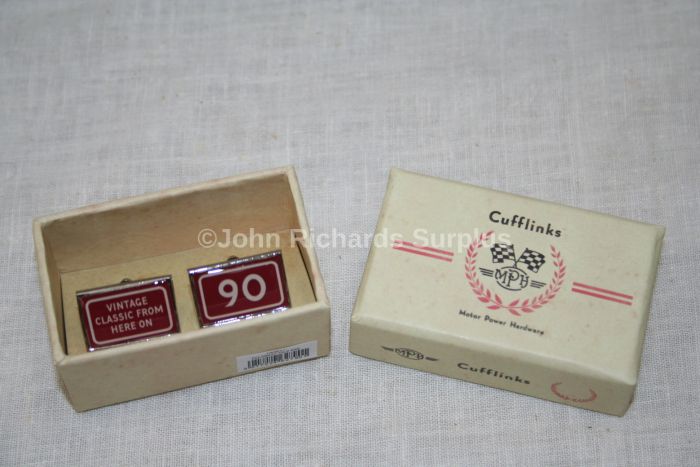 ©John Richards Surplus
VINTAGE
CLASSIC FROM
HERE ON
90
Cufflinks
MPH
Motor Power Hardware
MPH
Cufflinks